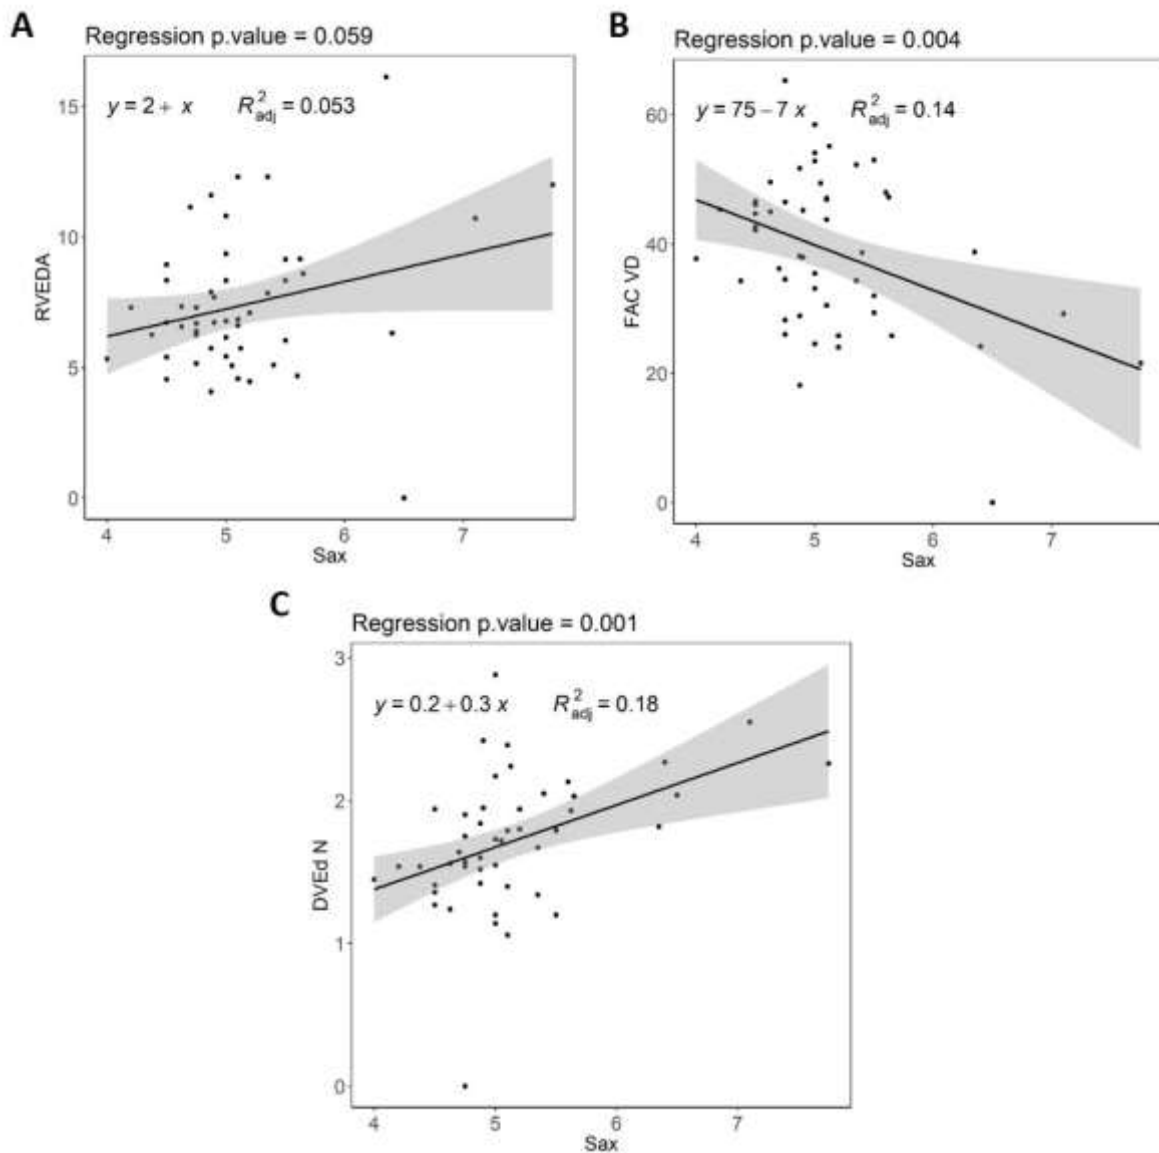 A
Regression p.value = 0.059
y = 2 + x R²adj = 0.053
RVEDA
15
10
5
0
4 5 6 7
Sax
B
Regression p.value = 0.004
y = 75 − 7 x R²adj = 0.14
FAC VD
60
40
20
0
4 5 6 7
Sax
C
Regression p.value = 0.001
y = 0.2 + 0.3 x R²adj = 0.18
DVEd N
3
2
1
0
4 5 6 7
Sax